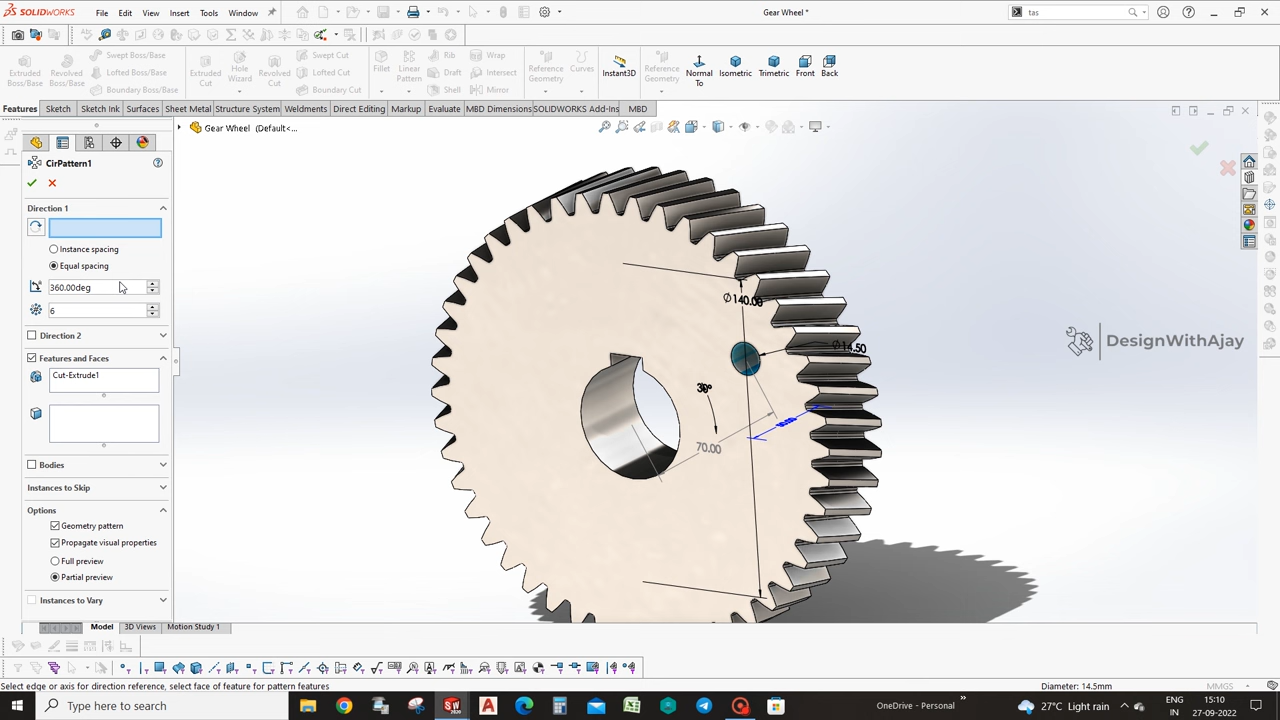 SOLIDWORKS
File
Edit
View
Insert
Tools
Window
Gear Wheel *
tas
Extruded Boss/Base
Revolved Boss/Base
Swept Boss/Base
Lofted Boss/Base
Boundary Boss/Base
Extruded Cut
Hole Wizard
Revolved Cut
Swept Cut
Lofted Cut
Boundary Cut
Fillet
Linear Pattern
Rib
Draft
Shell
Wrap
Intersect
Mirror
Reference Geometry
Curves
Instant3D
Reference Geometry
Normal To
Isometric
Trimetric
Front
Back
Features
Sketch
Sketch Ink
Surfaces
Sheet Metal
Structure System
Weldments
Direct Editing
Markup
Evaluate
MBD Dimensions
SOLIDWORKS Add-Ins
MBD
Gear Wheel (Default<...
CirPattern1
Direction 1
Instance spacing
Equal spacing
360.00deg
6
Direction 2
Features and Faces
Cut-Extrude1
Bodies
Instances to Skip
Options
Geometry pattern
Propagate visual properties
Full preview
Partial preview
Instances to Vary
Ø140.00
Ø14.50
70.00
DesignWithAjay
Model
3D Views
Motion Study 1
Select edge or axis for direction reference, select face of feature for pattern features
Diameter: 14.5mm
MMGS
Type here to search
SW
2020
A
OneDrive - Personal
27°C Light rain
ENG
IN
15:10
27-09-2022